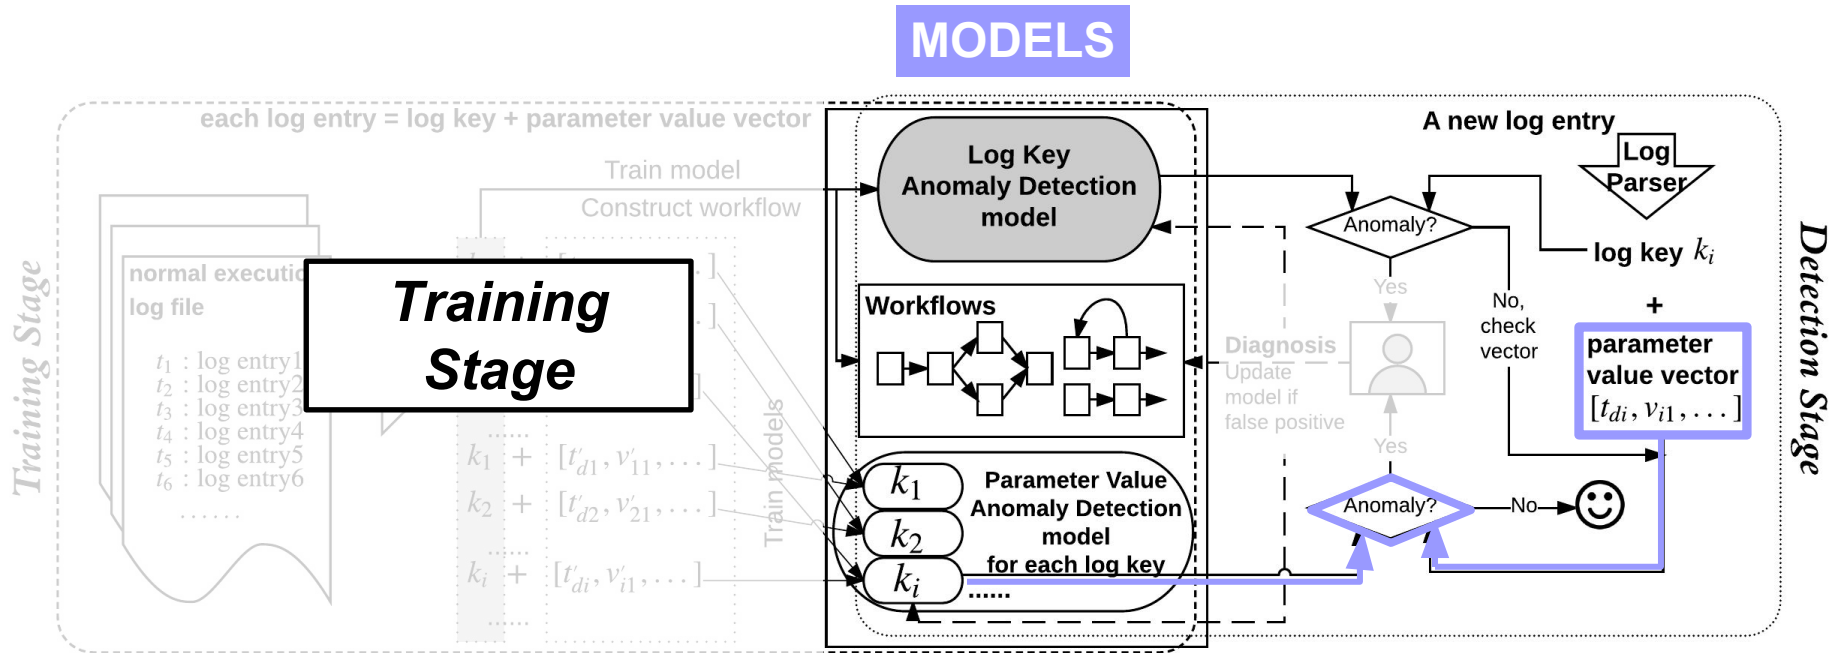 MODELS
each log entry = log key + parameter value vector
Training Stage
Train model
Construct workflow
normal executio
log file
t₁ : log entry1
t₂ : log entry2
t₃ : log entry3
t₄ : log entry4
t₅ : log entry5
t₆ : log entry6
......
Training
Stage
......
k₁ + [t′d1, v′11, . . . ]
k₂ + [t′d2, v′21, . . . ]
......
kᵢ + [t′di, v′i1, . . . ]
......
Train models
Log Key
Anomaly Detection
model
Workflows
k₁
k₂
kᵢ
Parameter Value
Anomaly Detection
model
for each log key
......
A new log entry
Log
Parser
Anomaly?
log key kᵢ
+
Yes
No,
check
vector
Diagnosis
Update
model if
false positive
parameter
value vector
[tdi, vi1, . . . ]
Yes
Anomaly?
No
Detection Stage